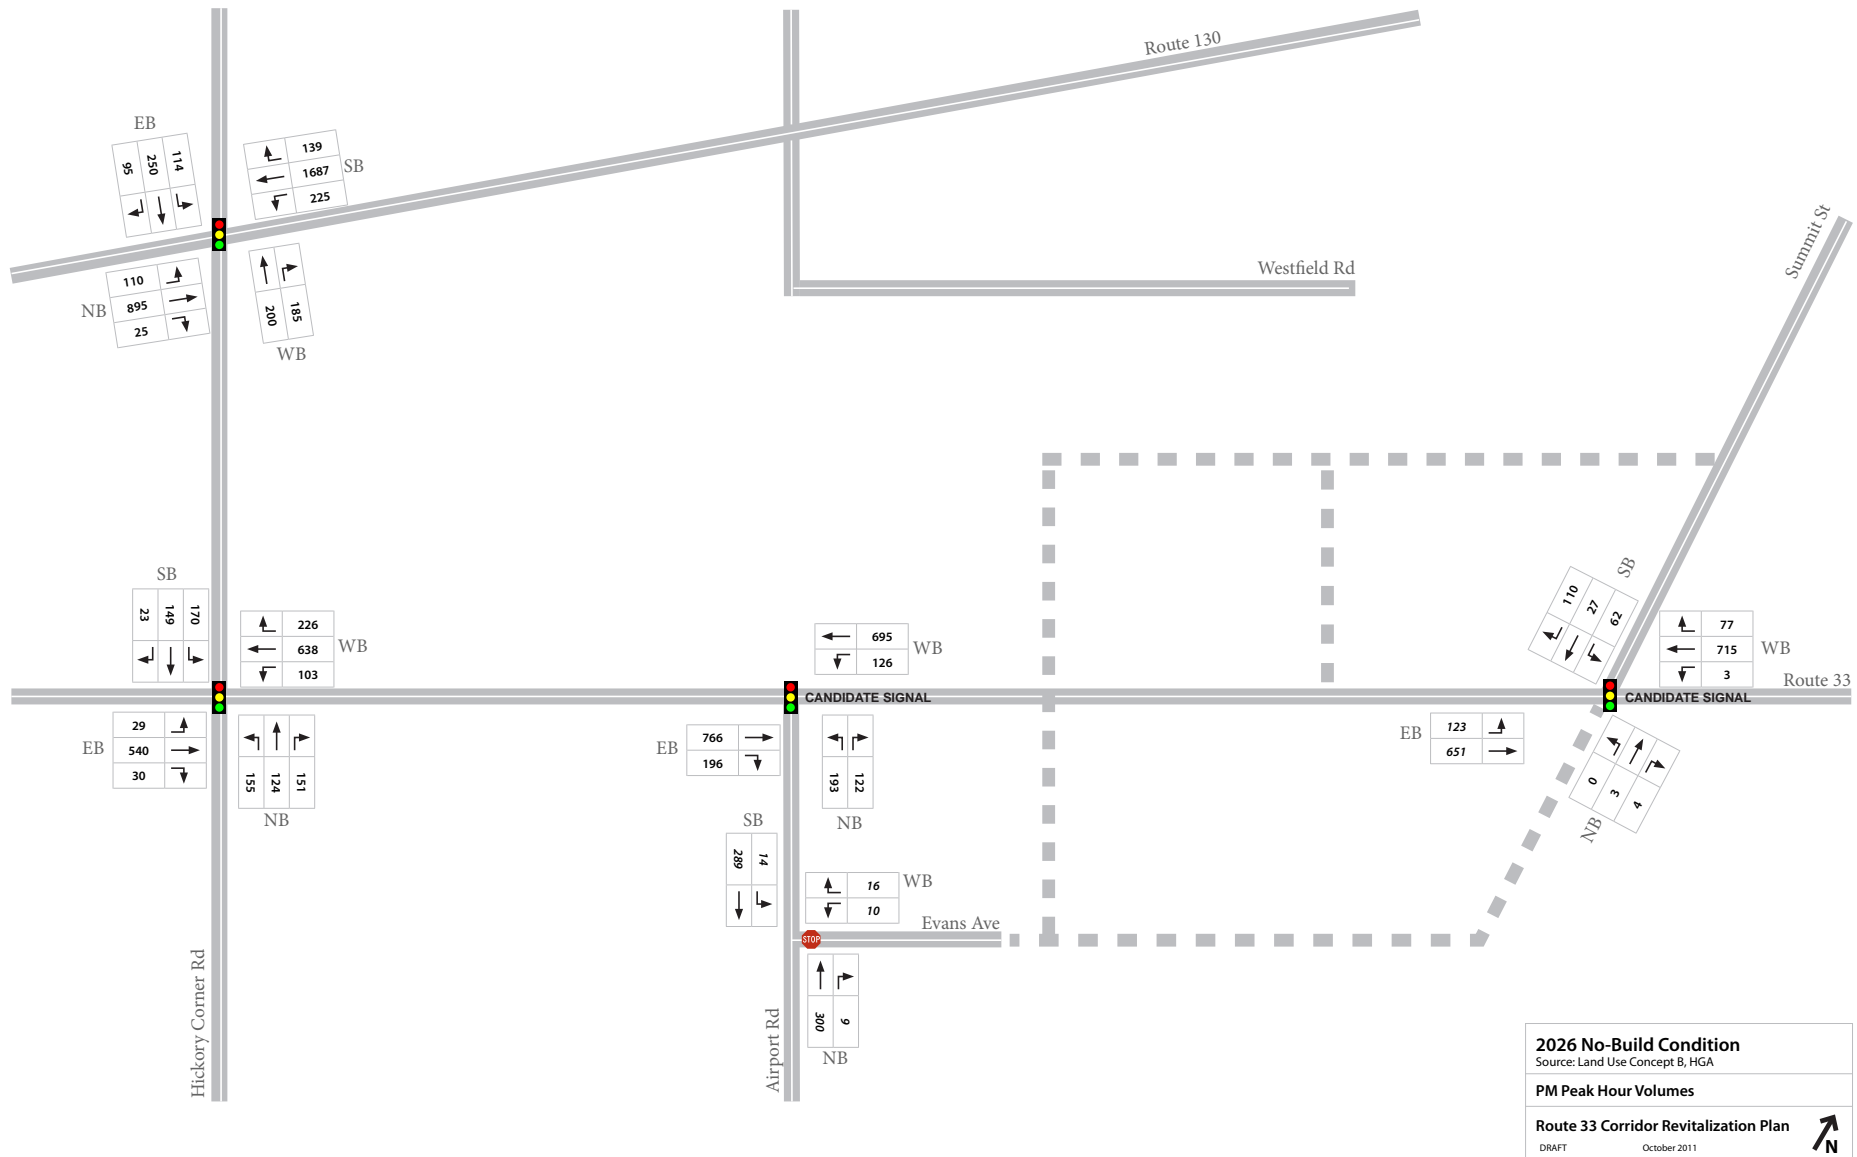 Route 130
EB
95
250
114
139
1687
225
SB
110
895
25
NB
200
185
WB
Westfield Rd
Summit St
SB
23
149
170
226
638
103
WB
EB
29
540
30
155
124
151
NB
695
126
WB
CANDIDATE SIGNAL
EB
766
196
193
122
NB
SB
110
27
62
77
715
3
WB
Route 33
CANDIDATE SIGNAL
EB
123
651
0
3
4
NB
SB
289
14
16
10
WB
Evans Ave
STOP
300
9
NB
Hickory Corner Rd
Airport Rd
2026 No-Build Condition
Source: Land Use Concept B, HGA
PM Peak Hour Volumes
Route 33 Corridor Revitalization Plan
DRAFT October 2011
N